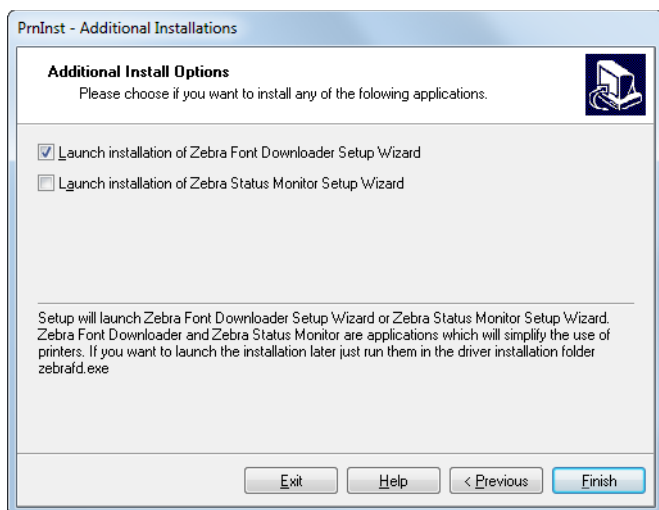 PrnInst - Additional Installations
Additional Install Options
Please choose if you want to install any of the folowing applications.
Launch installation of Zebra Font Downloader Setup Wizard
Launch installation of Zebra Status Monitor Setup Wizard
Setup will launch Zebra Font Downloader Setup Wizard or Zebra Status Monitor Setup Wizard.
Zebra Font Downloader and Zebra Status Monitor are applications which will simplify the use of
printers. If you want to launch the installation later just run them in the driver installation folder
zebrafd.exe
Exit Help < Previous Finish